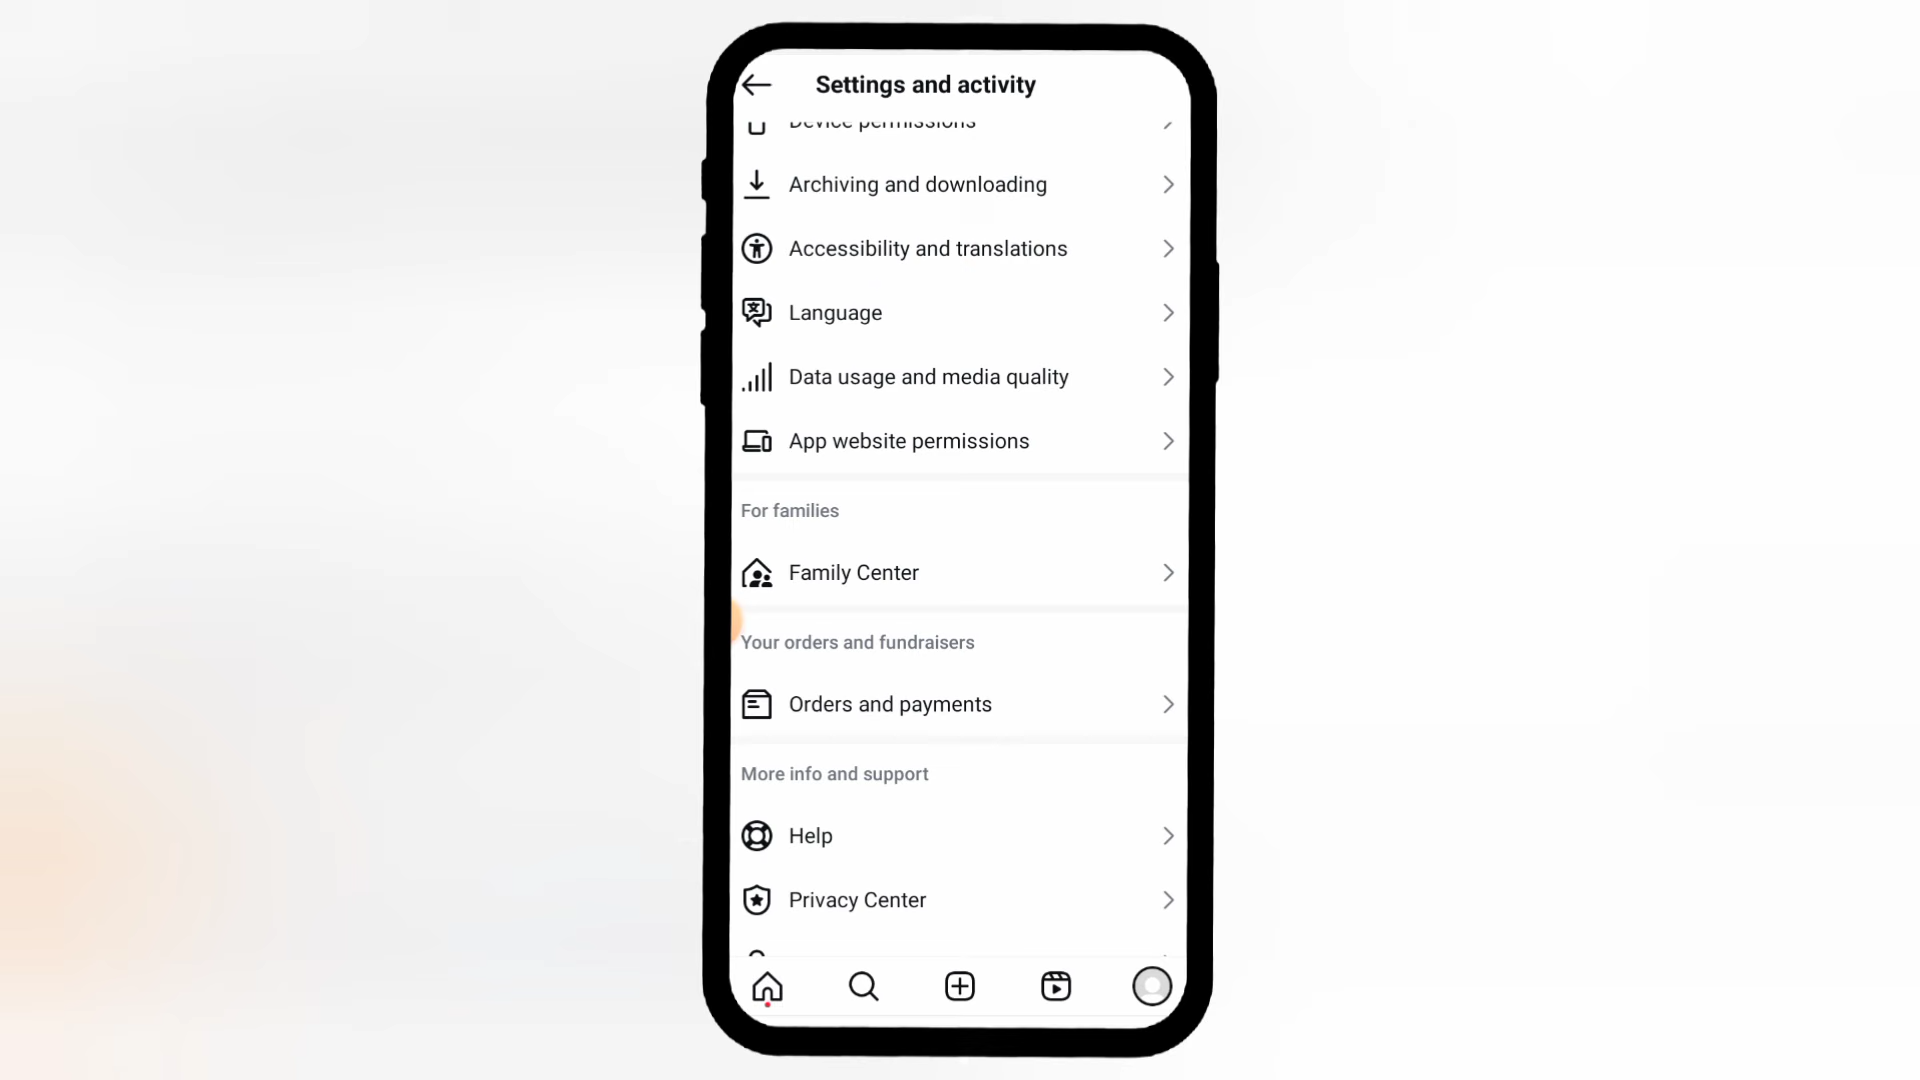 Settings and activity
Device permissions
Archiving and downloading
Accessibility and translations
Language
Data usage and media quality
App website permissions
For families
Family Center
Your orders and fundraisers
Orders and payments
More info and support
Help
Privacy Center